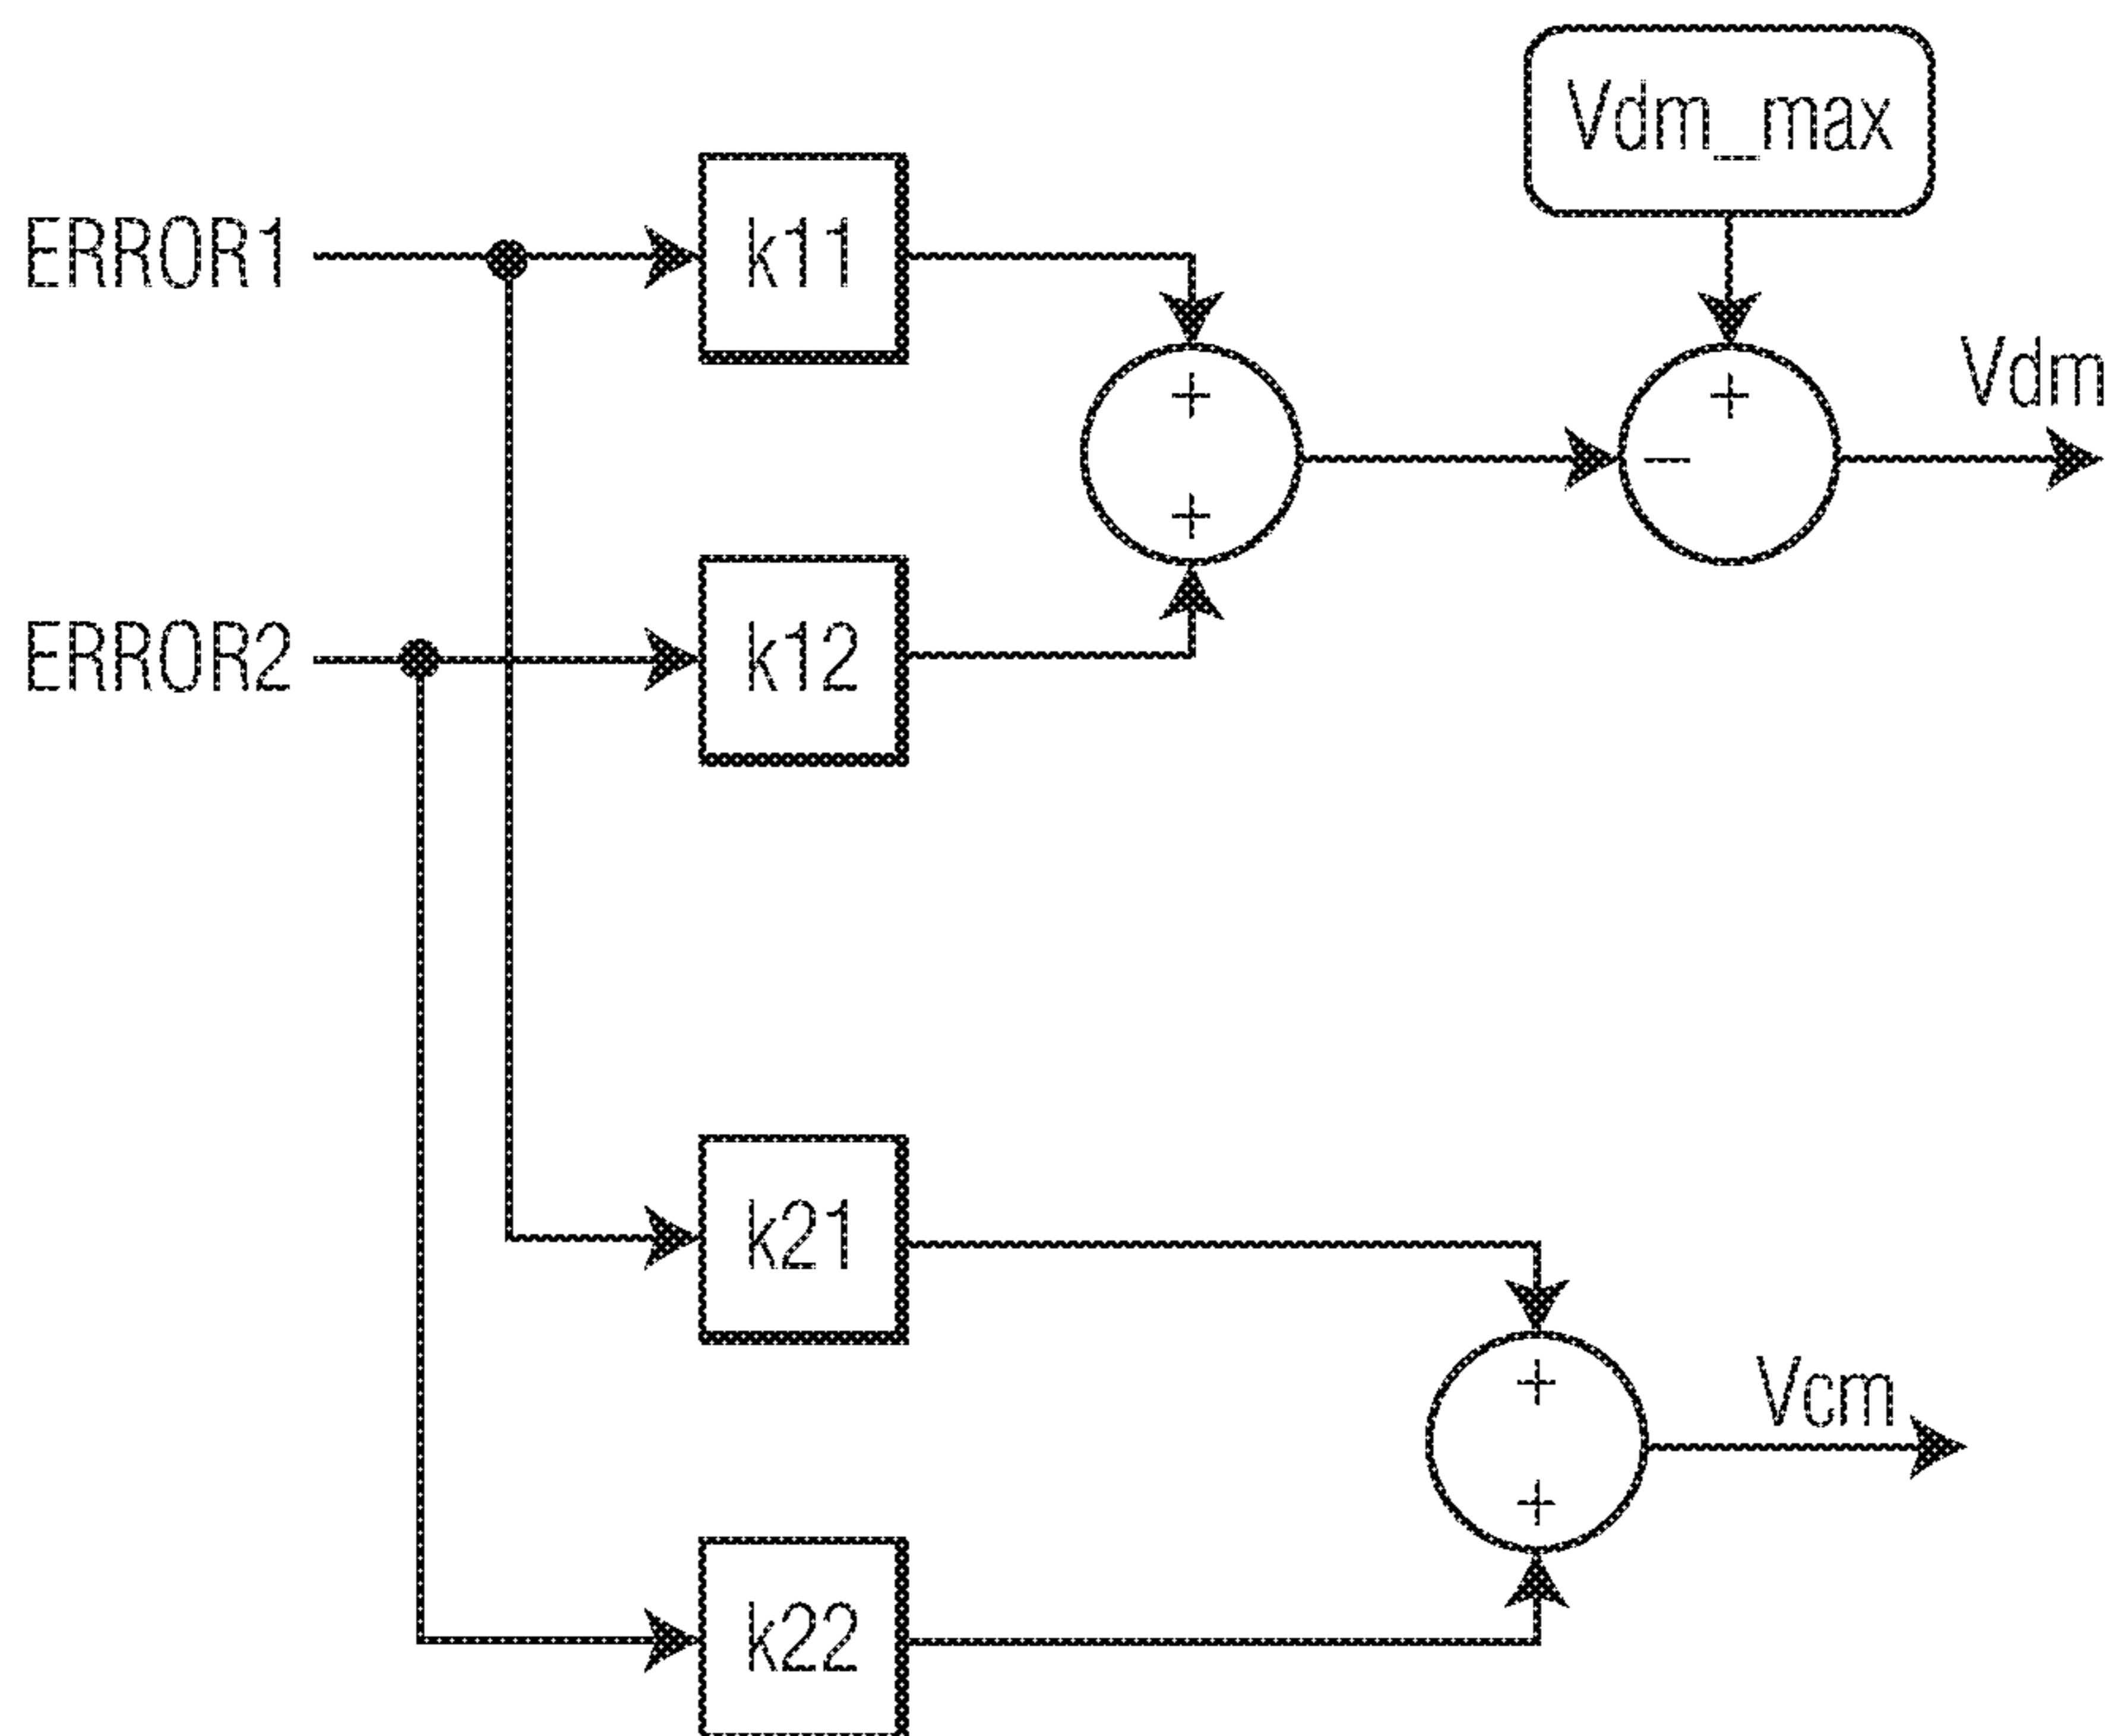 Vdm_max
ERROR1
k11
+
+
Vdm
+
−
ERROR2
k12
+
k21
+
Vcm
+
k22